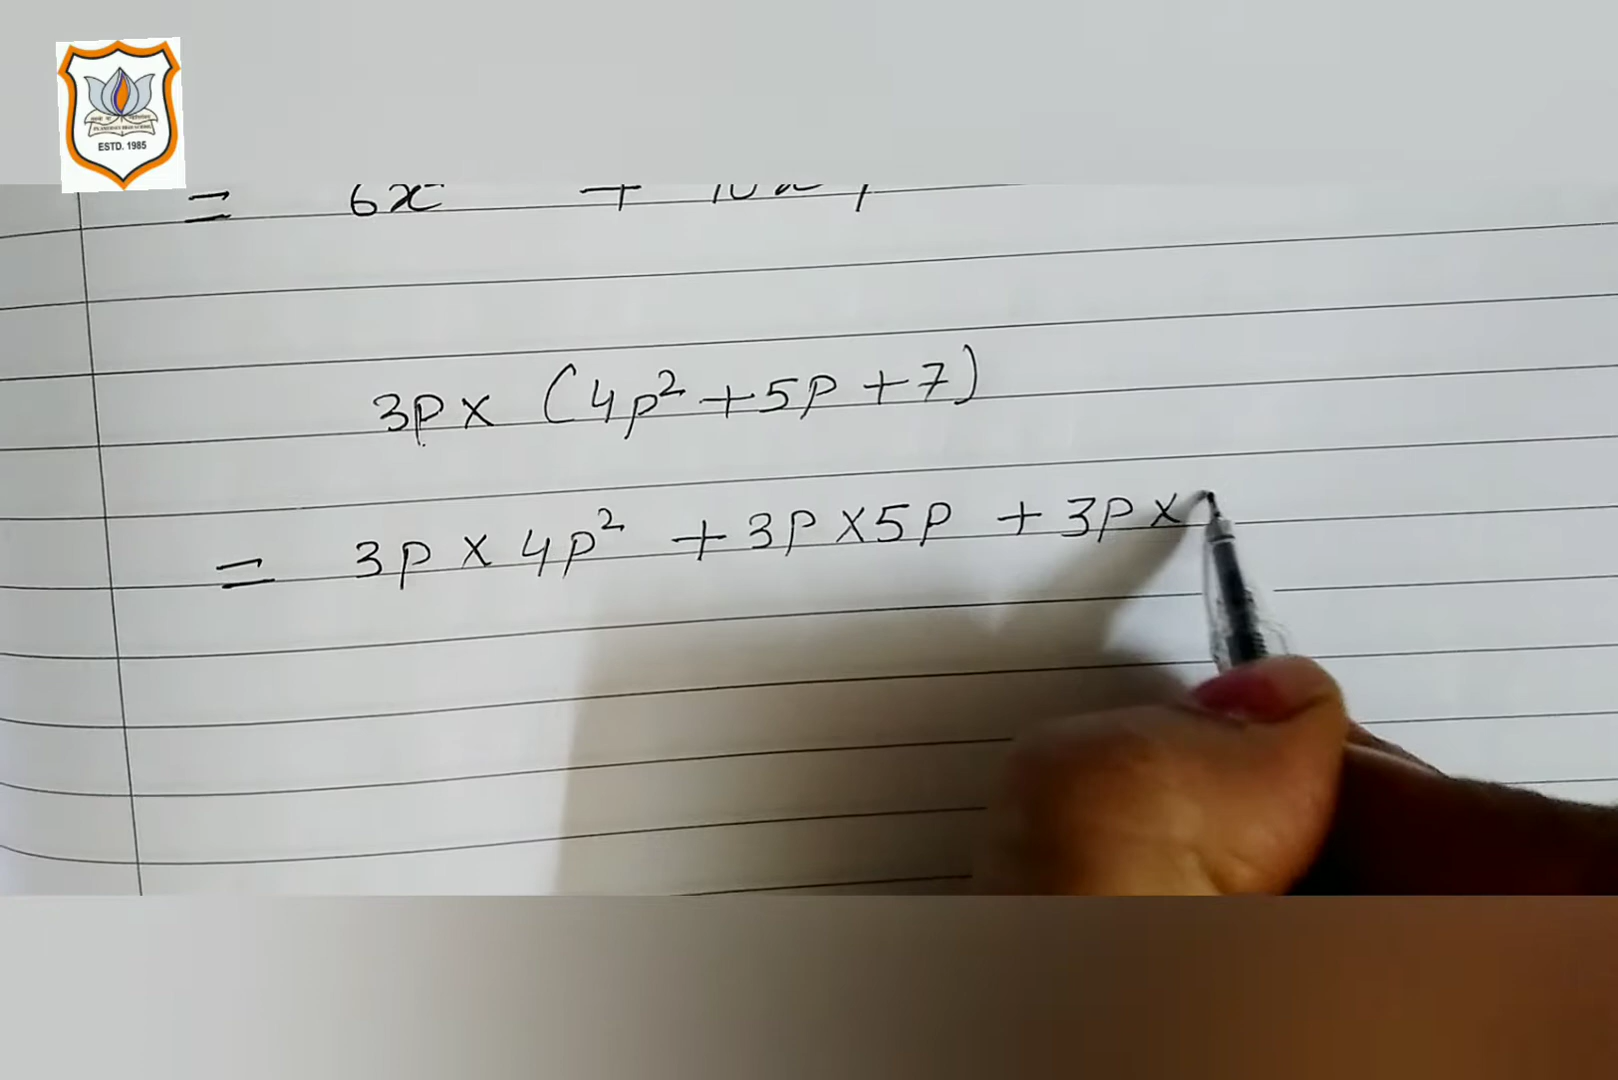 ESTD. 1985
= 6x +
3p × (4p² + 5p + 7)
= 3p × 4p² + 3p × 5p + 3p ×